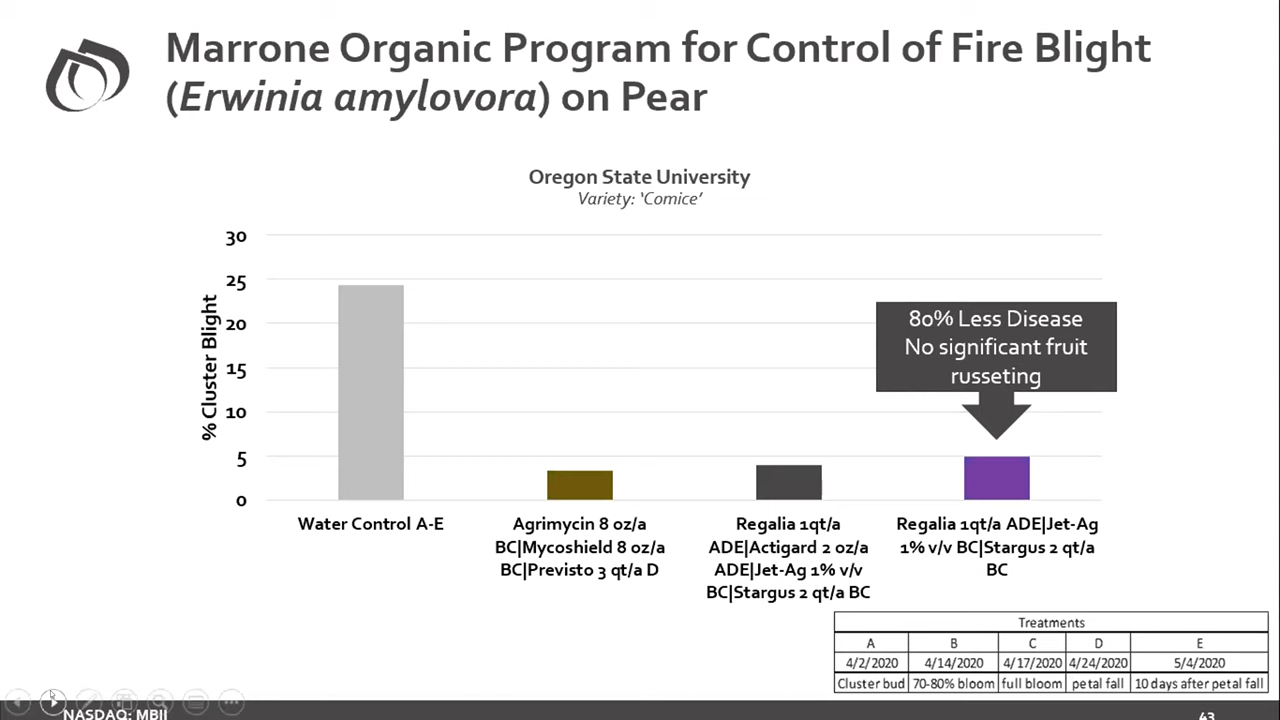 Marrone Organic Program for Control of Fire Blight
(Erwinia amylovora) on Pear
Oregon State University
Variety: ‘Comice’
% Cluster Blight
30
25
20
15
10
5
0
80% Less Disease
No significant fruit
russeting
Water Control A-E
Agrimycin 8 oz/a
BC|Mycoshield 8 oz/a
BC|Previsto 3 qt/a D
Regalia 1qt/a
ADE|Actigard 2 oz/a
ADE|Jet-Ag 1% v/v
BC|Stargus 2 qt/a BC
Regalia 1qt/a ADE|Jet-Ag
1% v/v BC|Stargus 2 qt/a
BC
Treatments
A B C D E
4/2/2020 4/14/2020 4/17/2020 4/24/2020 5/4/2020
Cluster bud 70-80% bloom full bloom petal fall 10 days after petal fall
NASDAQ: MBII
43